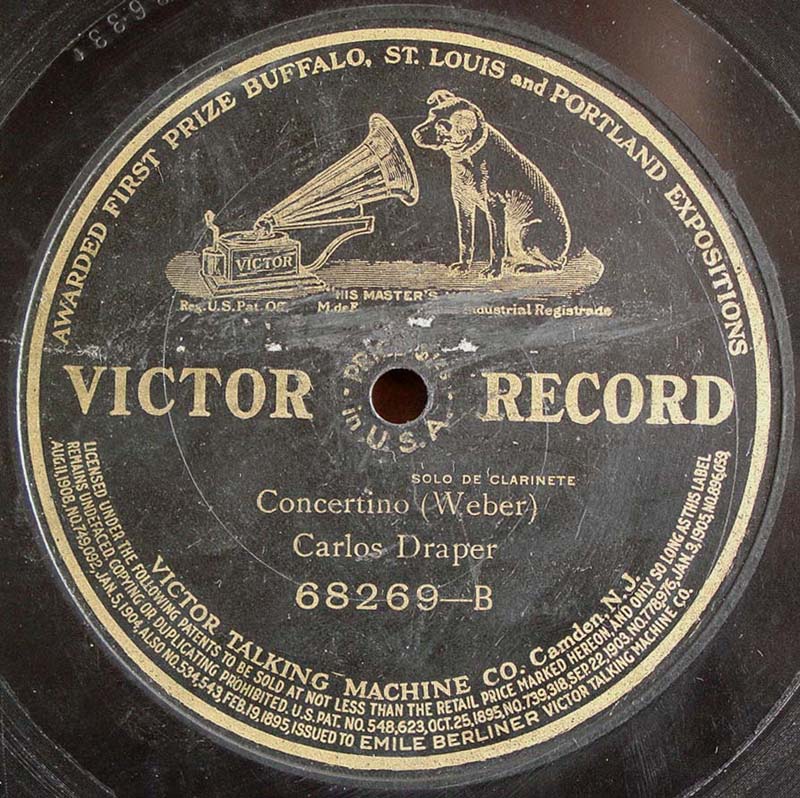 AWARDED FIRST PRIZE BUFFALO, ST. LOUIS and PORTLAND EXPOSITIONS
VICTOR
"HIS MASTER'S
Reg. U.S. Pat. Off. M. de F. Industrial Registrada
VICTOR RECORD
in U.S.A.
SOLO DE CLARINETE
Concertino (Weber)
Carlos Draper
68269-B
VICTOR TALKING MACHINE CO. Camden, N.J.
LICENSED UNDER THE FOLLOWING PATENTS TO BE SOLD AT NOT LESS THAN THE RETAIL PRICE MARKED HEREON, AND ONLY SO LONG AS THIS LABEL
REMAINS UNDEFACED, COPYING OR DUPLICATING PROHIBITED. U.S. PAT. NO. 548,623, OCT. 25, 1895, NO. 739,318, SEP. 22, 1903. NO. 778,976, JAN. 3, 1905, NO. 896,059,
AUG. 11, 1908, NO. 749,092, JAN. 5, 1904, ALSO NO. 534,543, FEB. 19, 1895, ISSUED TO EMILE BERLINER VICTOR TALKING MACHINE CO.